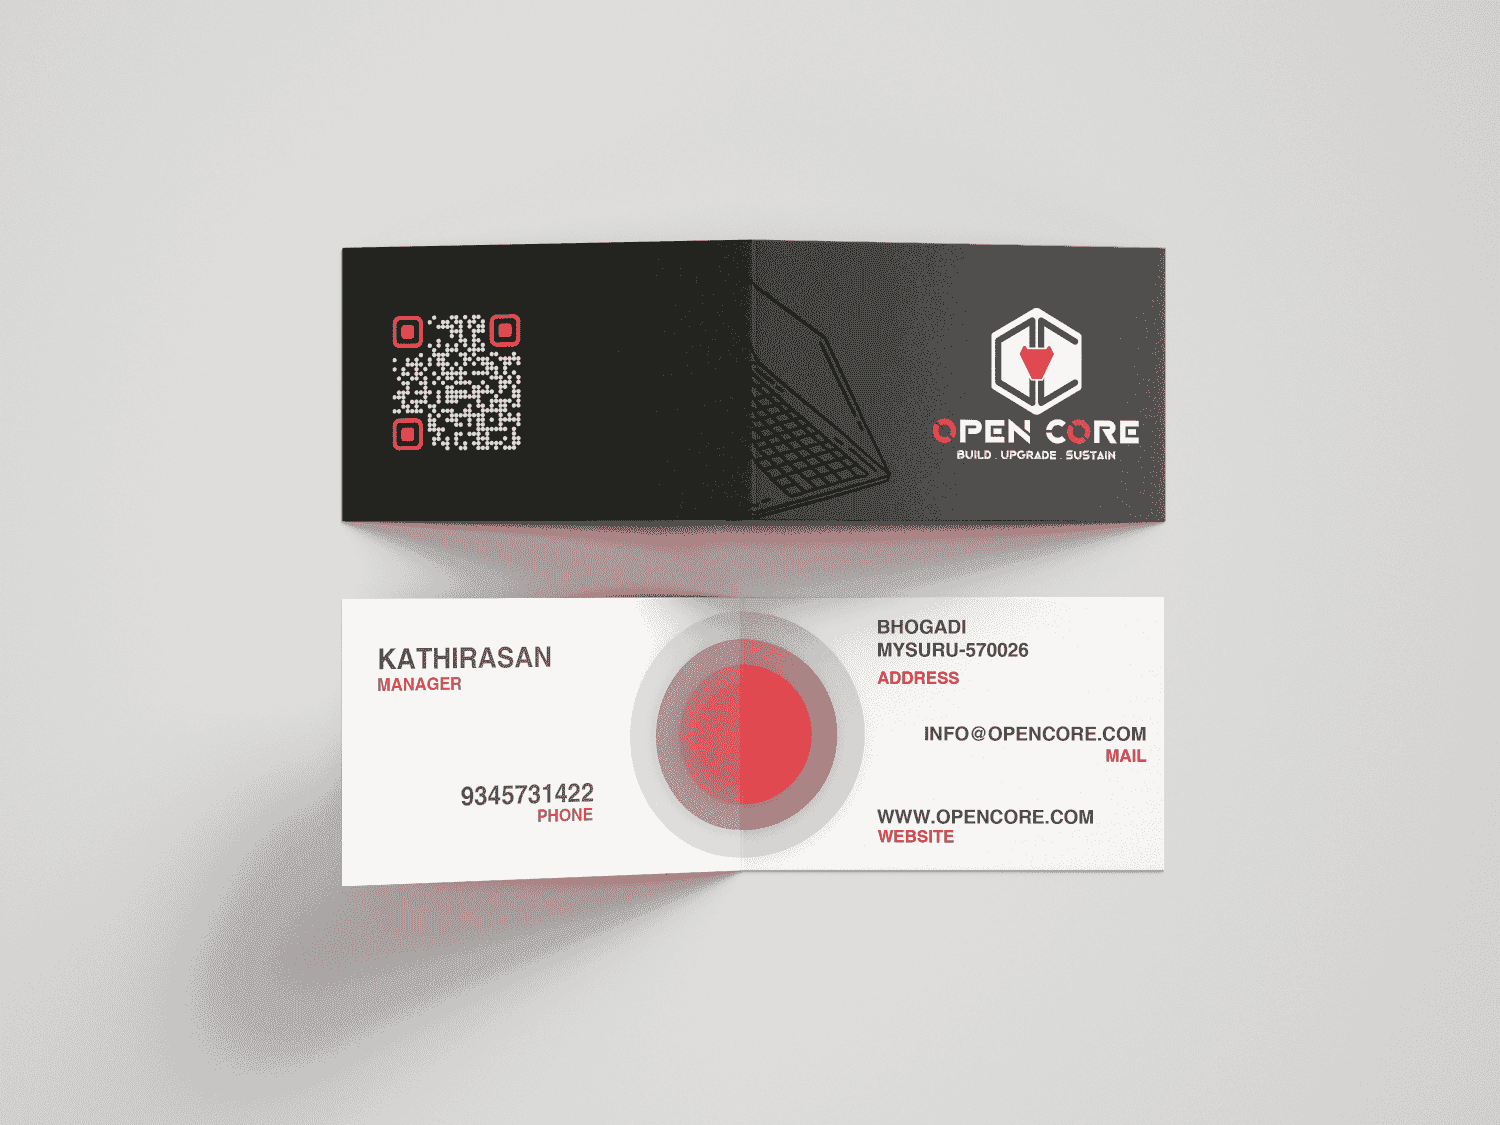 OPEN CORE
BUILD . UPGRADE . SUSTAIN
KATHIRASAN
MANAGER
9345731422
PHONE
BHOGADI
MYSURU-570026
ADDRESS
INFO@OPENCORE.COM
MAIL
WWW.OPENCORE.COM
WEBSITE